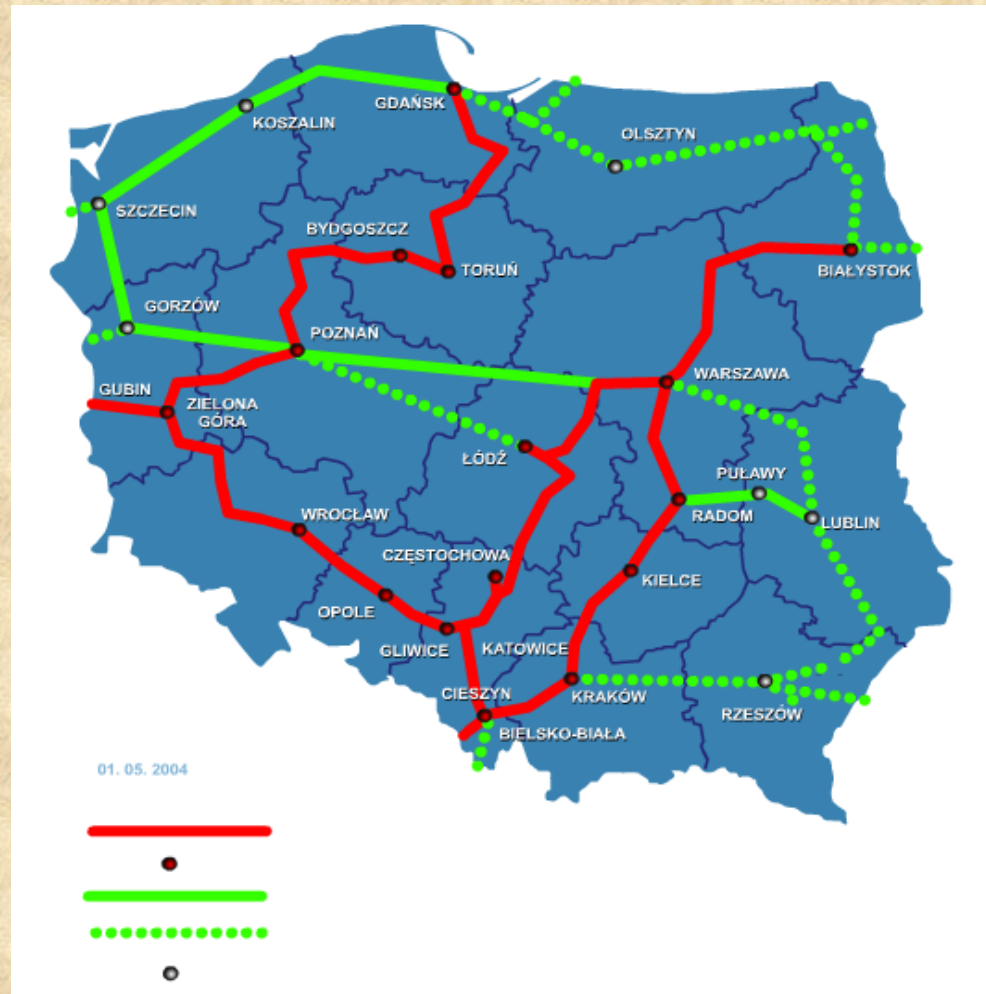 GDAŃSK
KOSZALIN
OLSZTYN
SZCZECIN
BYDGOSZCZ
TORUŃ
BIAŁYSTOK
GORZÓW
POZNAŃ
WARSZAWA
GUBIN
ZIELONA
GÓRA
ŁÓDŹ
PUŁAWY
WROCŁAW
RADOM
LUBLIN
CZĘSTOCHOWA
KIELCE
OPOLE
GLIWICE
KATOWICE
CIESZYN
KRAKÓW
RZESZÓW
BIELSKO-BIAŁA
01. 05. 2004